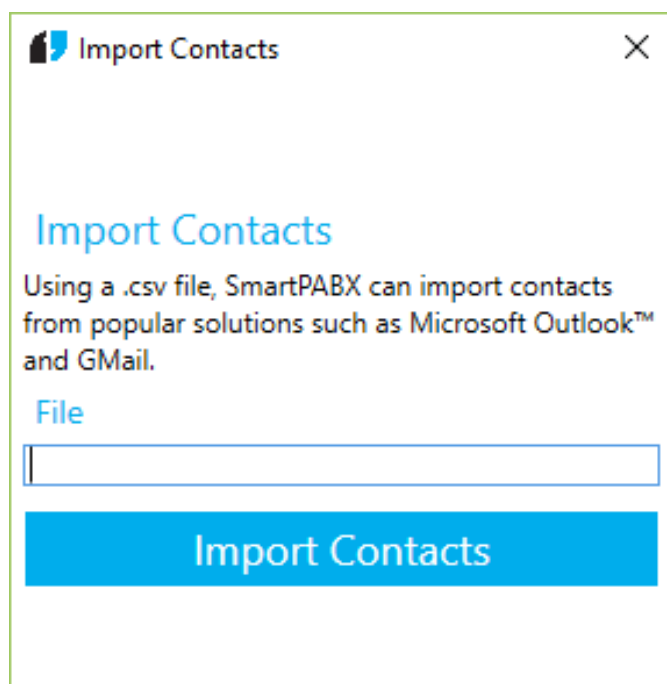 Import Contacts
Import Contacts
Using a .csv file, SmartPABX can import contacts
from popular solutions such as Microsoft Outlook™
and GMail.
File
Import Contacts